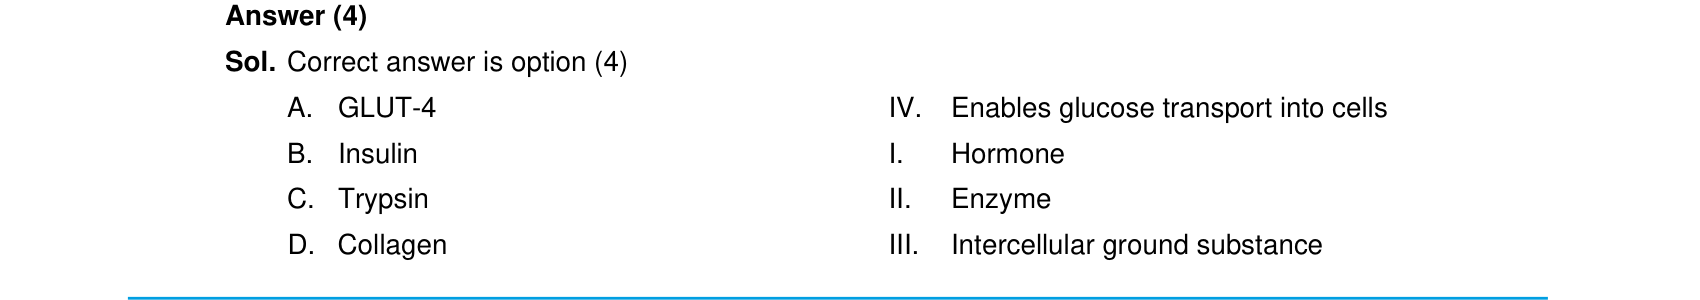 Answer (4)
Sol. Correct answer is option (4)
A. GLUT-4 IV. Enables glucose transport into cells
B. Insulin I. Hormone
C. Trypsin II. Enzyme
D. Collagen III. Intercellular ground substance